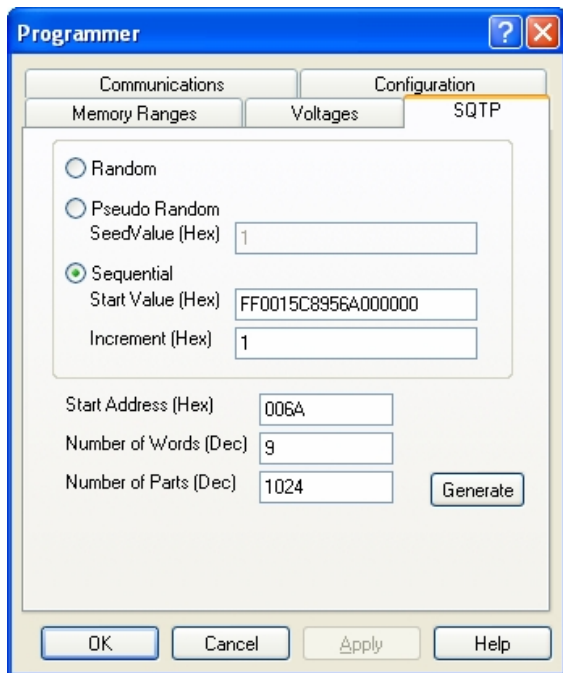 Programmer
Communications Configuration
Memory Ranges Voltages SQTP
Random
Pseudo Random
SeedValue (Hex) 1
Sequential
Start Value (Hex) FF0015C8956A000000
Increment (Hex) 1
Start Address (Hex) 006A
Number of Words (Dec) 9
Number of Parts (Dec) 1024
Generate
OK Cancel Apply Help